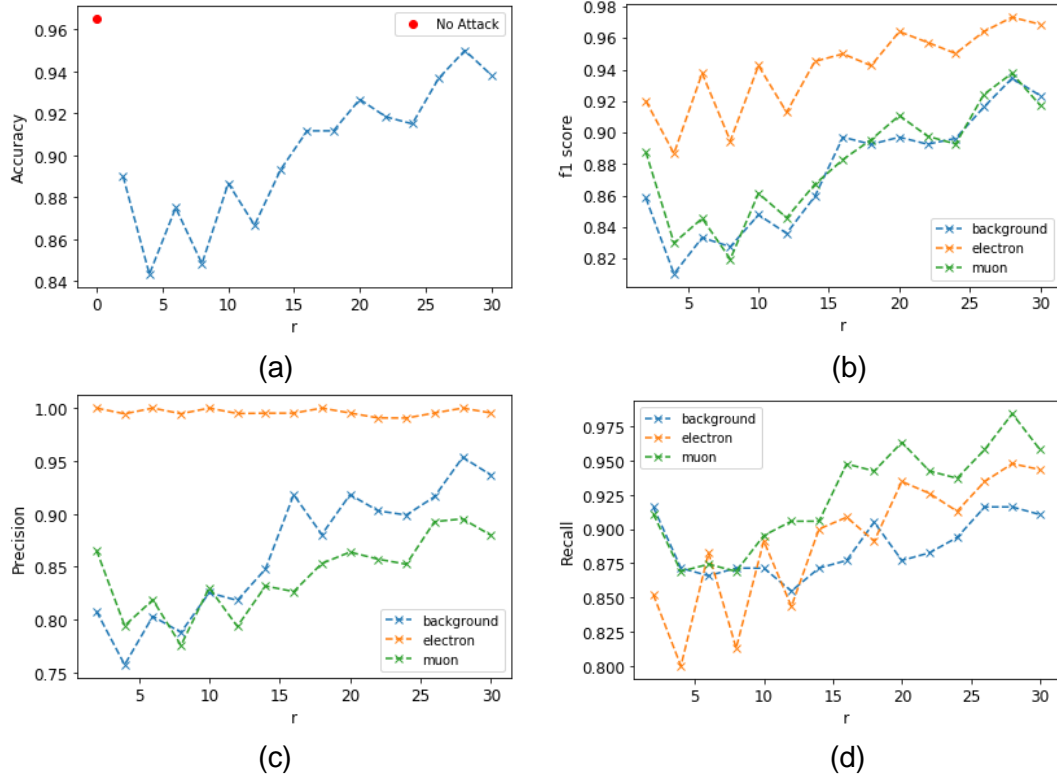 No Attack
Accuracy
0.96
0.94
0.92
0.90
0.88
0.86
0.84
0
5
10
15
20
25
30
r
(a)
f1 score
0.98
0.96
0.94
0.92
0.90
0.88
0.86
0.84
0.82
background
electron
muon
5
10
15
20
25
30
r
(b)
Precision
1.00
0.95
0.90
0.85
0.80
0.75
background
electron
muon
5
10
15
20
25
30
r
(c)
Recall
0.975
0.950
0.925
0.900
0.875
0.850
0.825
0.800
background
electron
muon
5
10
15
20
25
30
r
(d)